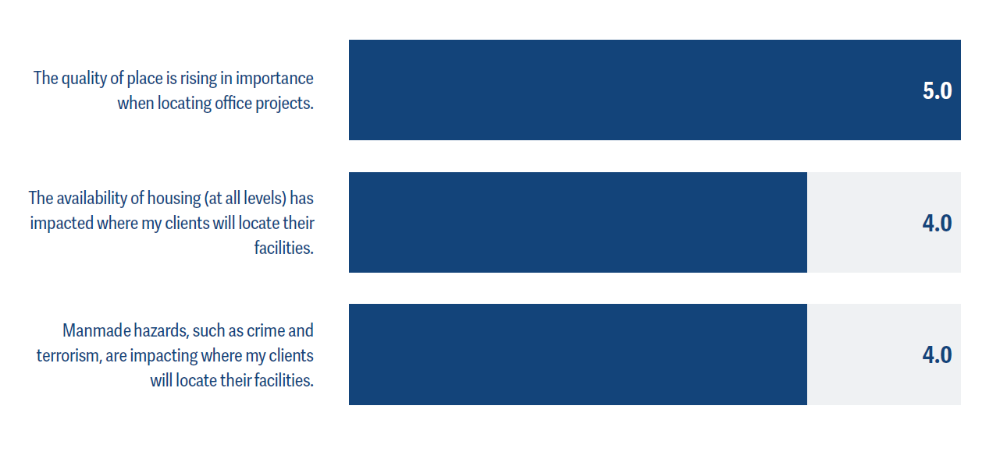 The quality of place is rising in importance
when locating office projects.
5.0
The availability of housing (at all levels) has
impacted where my clients will locate their
facilities.
4.0
Manmade hazards, such as crime and
terrorism, are impacting where my clients
will locate their facilities.
4.0